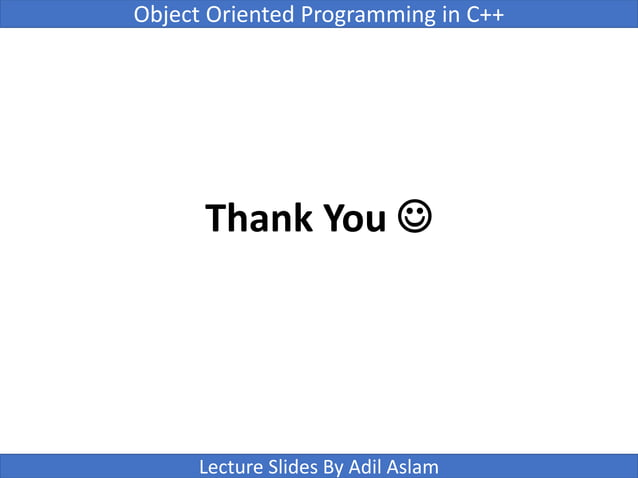 Object Oriented Programming in C++
Thank You ☺
Lecture Slides By Adil Aslam